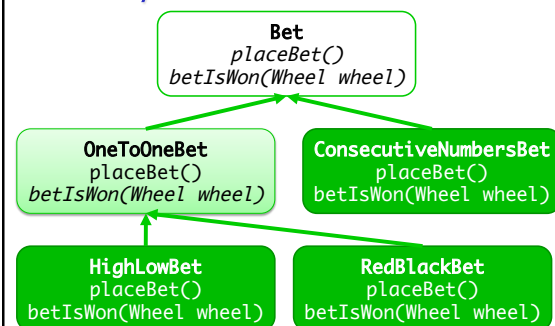 Bet
placeBet()
betIsWon(Wheel wheel)
OneToOneBet
placeBet()
betIsWon(Wheel wheel)
ConsecutiveNumbersBet
placeBet()
betIsWon(Wheel wheel)
HighLowBet
placeBet()
betIsWon(Wheel wheel)
RedBlackBet
placeBet()
betIsWon(Wheel wheel)